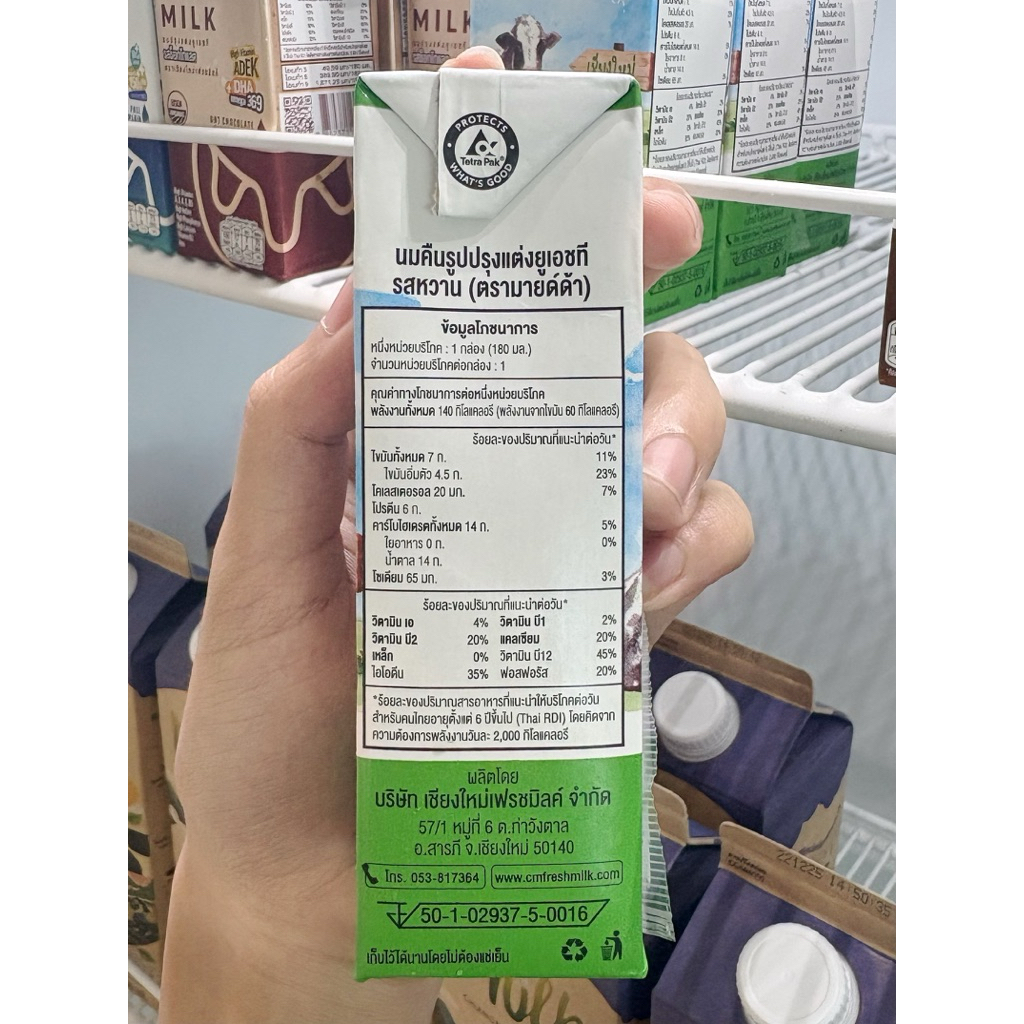 MILK
MILK
High Vitamin
ADEK
+ DHA
omega 369
PROTECTS
Tetra Pak®
WHAT'S GOOD
นมคืนรูปปรุงแต่งยูเอชที
รสหวาน (ตรามายด์ด้า)
ข้อมูลโภชนาการ
หนึ่งหน่วยบริโภค : 1 กล่อง (180 มล.)
จำนวนหน่วยบริโภคต่อกล่อง : 1
คุณค่าทางโภชนาการต่อหนึ่งหน่วยบริโภค
พลังงานทั้งหมด 140 กิโลแคลอรี (พลังงานจากไขมัน 60 กิโลแคลอรี)
ร้อยละของปริมาณที่แนะนำต่อวัน*
ไขมันทั้งหมด 7 ก. 11%
ไขมันอิ่มตัว 4.5 ก. 23%
โคเลสเตอรอล 20 มก. 7%
โปรตีน 6 ก.
คาร์โบไฮเดรตทั้งหมด 14 ก. 5%
ใยอาหาร 0 ก. 0%
น้ำตาล 14 ก.
โซเดียม 65 มก. 3%
ร้อยละของปริมาณที่แนะนำต่อวัน*
วิตามิน เอ 4% วิตามิน บี1 2%
วิตามิน บี2 20% แคลเซียม 20%
เหล็ก 0% วิตามิน บี12 45%
ไอโอดีน 35% ฟอสฟอรัส 20%
*ร้อยละของปริมาณสารอาหารที่แนะนำให้บริโภคต่อวัน
สำหรับคนไทยอายุตั้งแต่ 6 ปีขึ้นไป (Thai RDI) โดยคิดจาก
ความต้องการพลังงานวันละ 2,000 กิโลแคลอรี
ผลิตโดย
บริษัท เชียงใหม่เฟรชมิลค์ จำกัด
57/1 หมู่ที่ 6 ต.ท่าวังตาล
อ.สารภี จ.เชียงใหม่ 50140
โทร. 053-817364
www.cmfreshmilk.com
50-1-02937-5-0016
เก็บไว้ได้นานโดยไม่ต้องแช่เย็น
221225 14:50:35